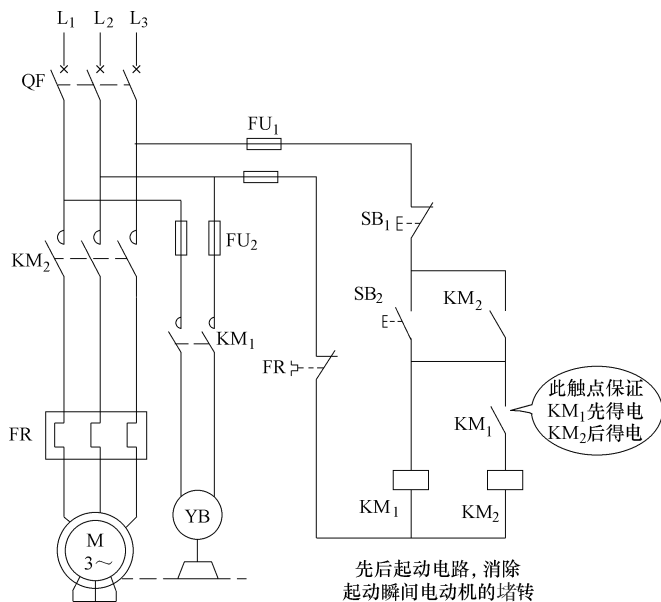 L1 L2 L3
QF
FU1
SB1
FU2
KM2
SB2
KM2
KM1
FR
此触点保证
KM1先得电
KM2后得电
KM1
FR
KM1
KM2
YB
M
3～
先后起动电路，消除
起动瞬间电动机的堵转